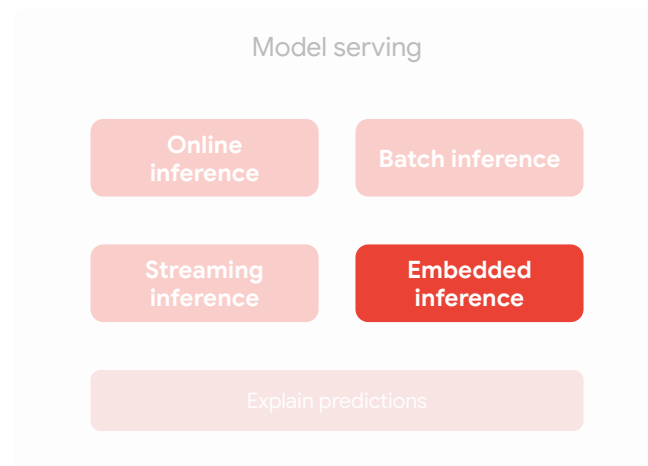 Model serving
Online
inference
Batch inference
Streaming
inference
Embedded
inference
Explain predictions